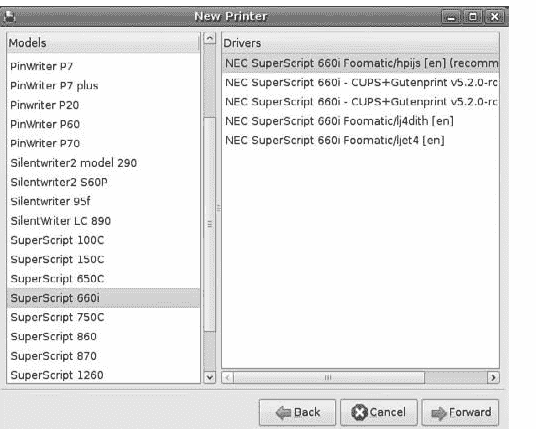 New Printer
Models
PinWriter P7
PinWriter P7 plus
Pinwriter P20
PinWriter P60
PinWriter P70
Silentwriter2 model 290
Silentwriter2 S60P
Silentwriter 95f
SilentWriter LC 890
SuperScript 100C
SuperScript 150C
SuperScript 650C
SuperScript 660i
SuperScript 750C
SuperScript 860
SuperScript 870
SuperScript 1260
Drivers
NEC SuperScript 660i Foomatic/hpijs [en] (recomm
NEC SuperScript 660i - CUPS+Gutenprint v5.2.0-rc
NEC SuperScript 660i - CUPS+Gutenprint v5.2.0-rc
NEC SuperScript 660i Foomatic/lj4dith [en]
NEC SuperScript 660i Foomatic/ljet4 [en]
Back
Cancel
Forward